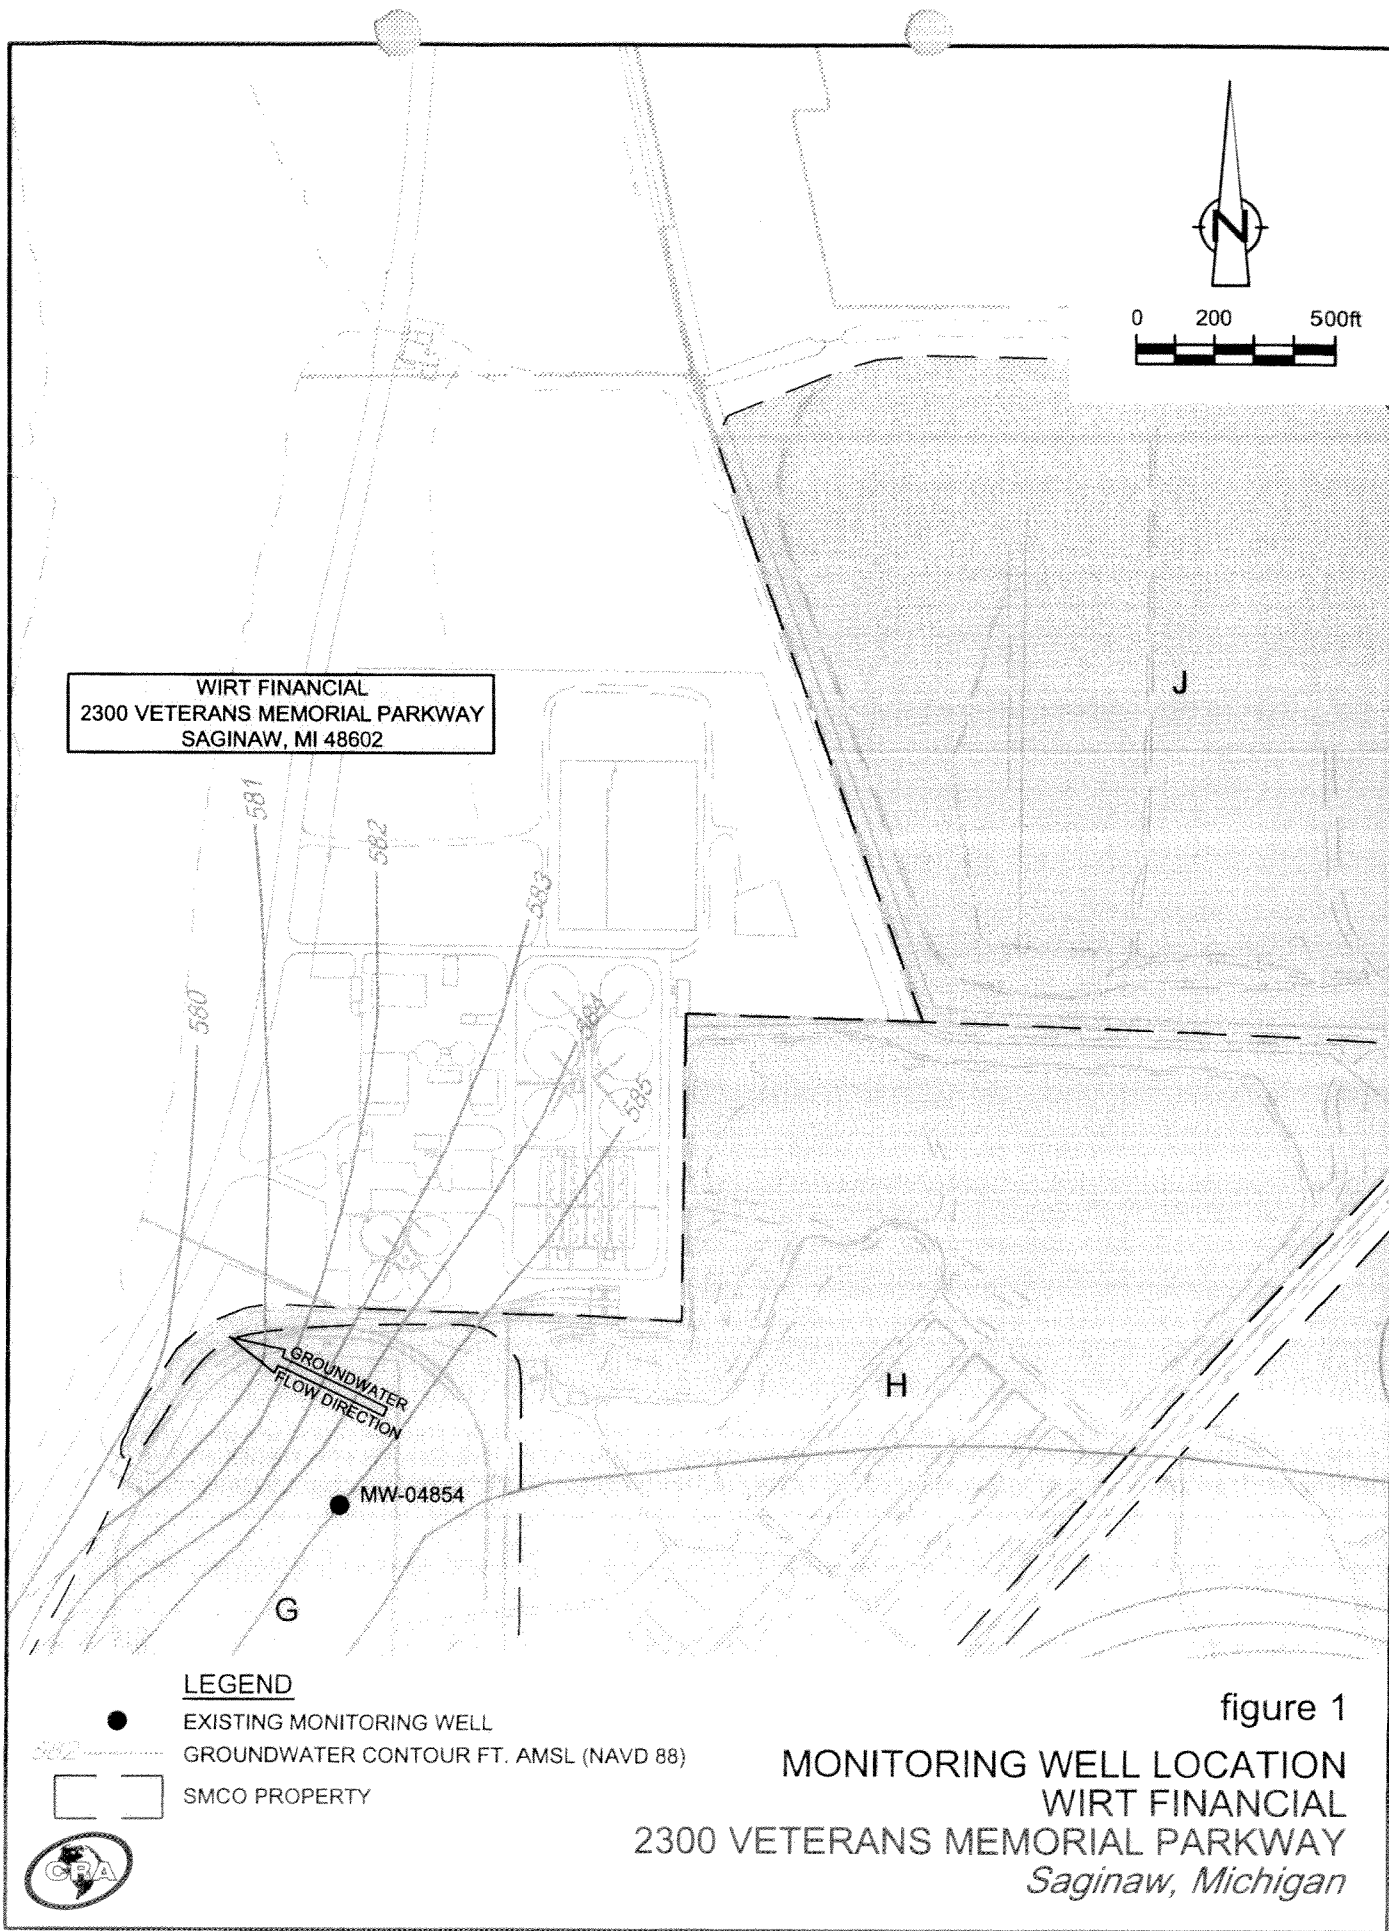 N
0 200 500ft
J
WIRT FINANCIAL
2300 VETERANS MEMORIAL PARKWAY
SAGINAW, MI 48602
581
582
583
580
584
585
GROUNDWATER
FLOW DIRECTION
H
MW-04854
G
LEGEND
EXISTING MONITORING WELL
582 GROUNDWATER CONTOUR FT. AMSL (NAVD 88)
SMCO PROPERTY
CRA
figure 1
MONITORING WELL LOCATION
WIRT FINANCIAL
2300 VETERANS MEMORIAL PARKWAY
Saginaw, Michigan